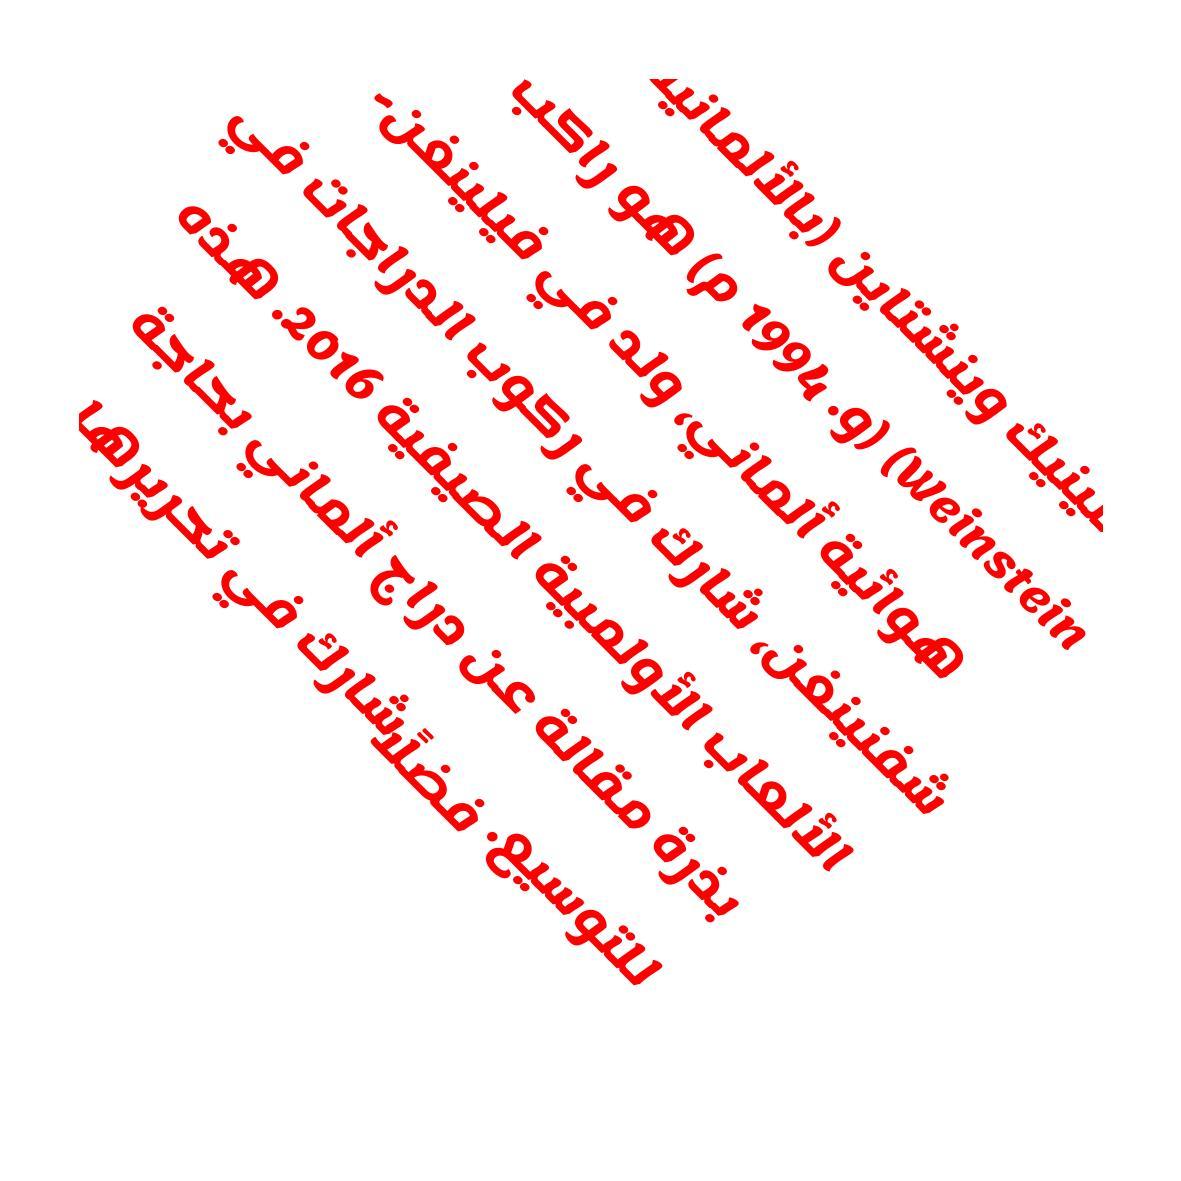 وينشتاين (بالألمانية
Weinstein) (و. 1994 م) هو راكب
هوائية ألماني، ولد في فيلينغن-
شفنينغن، شارك في ركوب الدراجات في
الألعاب الأولمبية الصيفية 2016. هذه
بذرة مقالة عن دراج ألماني بحاجة
للتوسيع. فضلًا شارك في تحريرها